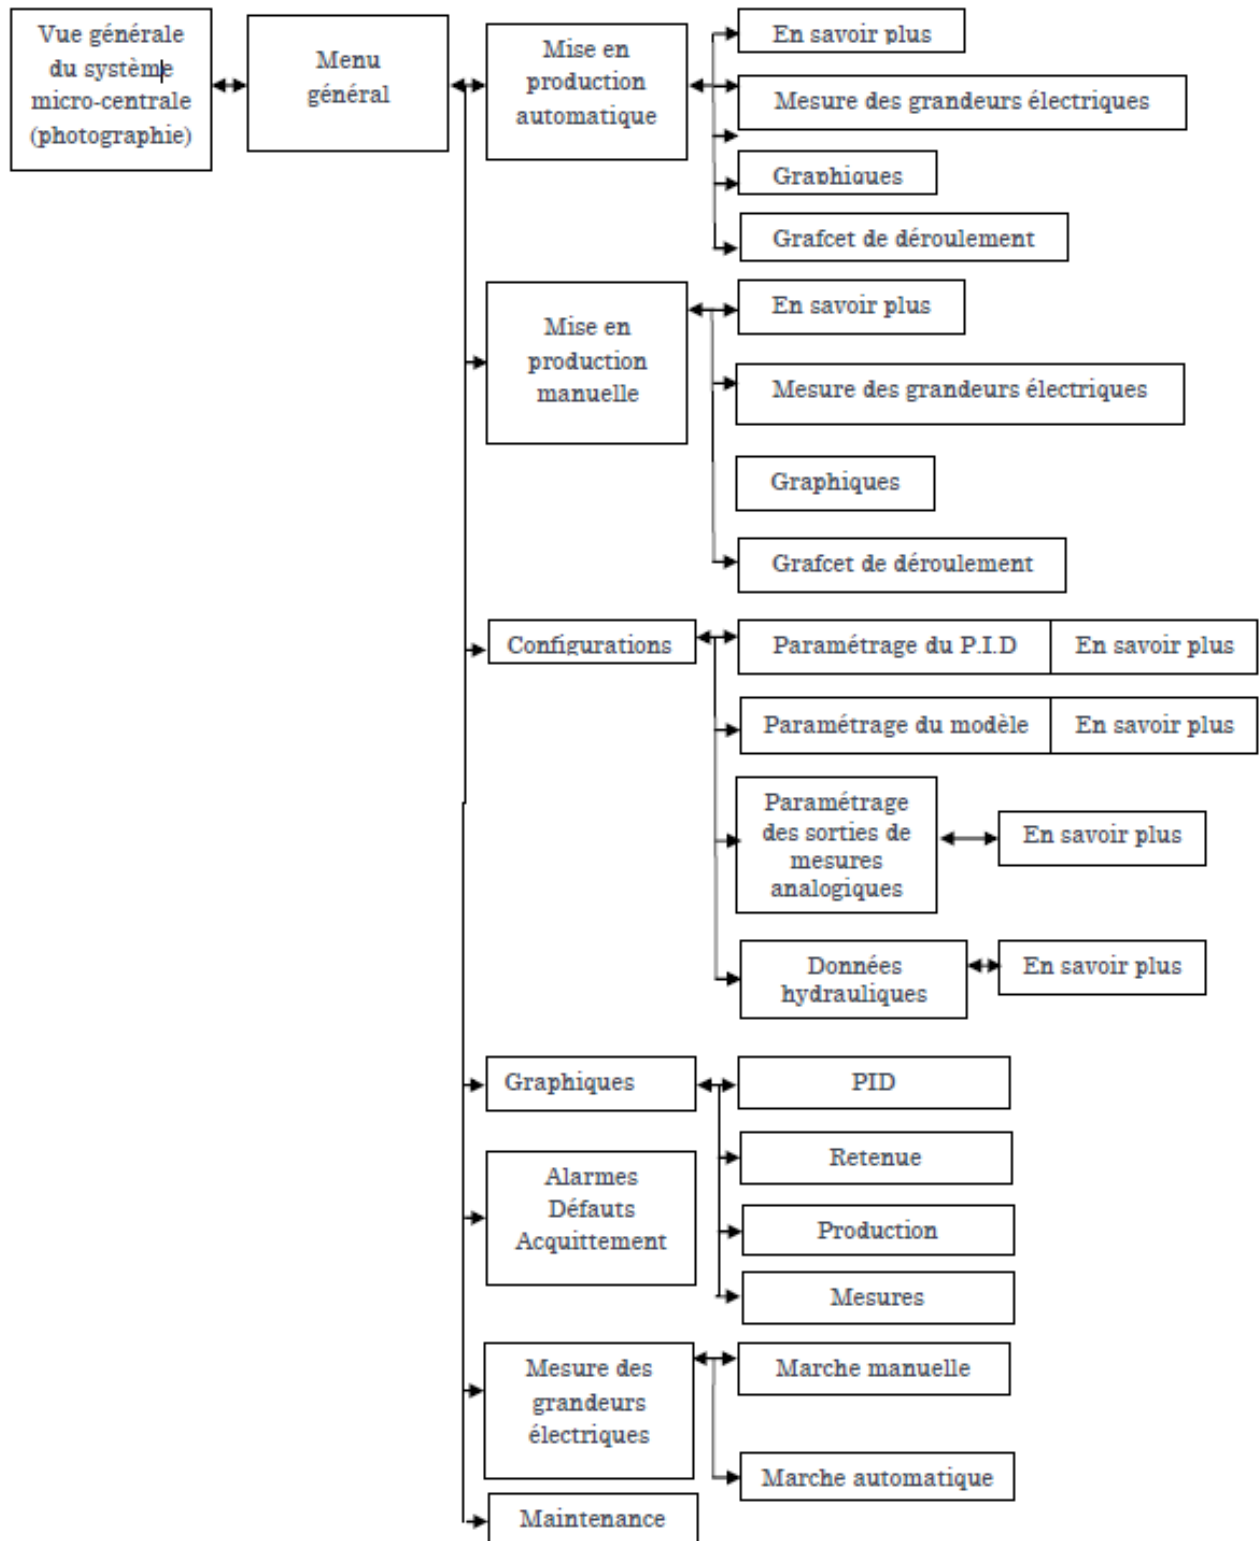 Vue générale
du système
micro-centrale
(photographie)
Menu
général
Mise en
production
automatique
En savoir plus
Mesure des grandeurs électriques
Graphiques
Grafcet de déroulement
Mise en
production
manuelle
En savoir plus
Mesure des grandeurs électriques
Graphiques
Grafcet de déroulement
Configurations
Paramétrage du P.I.D
En savoir plus
Paramétrage du modèle
En savoir plus
Paramétrage
des sorties de
mesures
analogiques
En savoir plus
Données
hydrauliques
En savoir plus
Graphiques
PID
Retenue
Production
Mesures
Alarmes
Défauts
Acquittement
Mesure des
grandeurs
électriques
Marche manuelle
Marche automatique
Maintenance